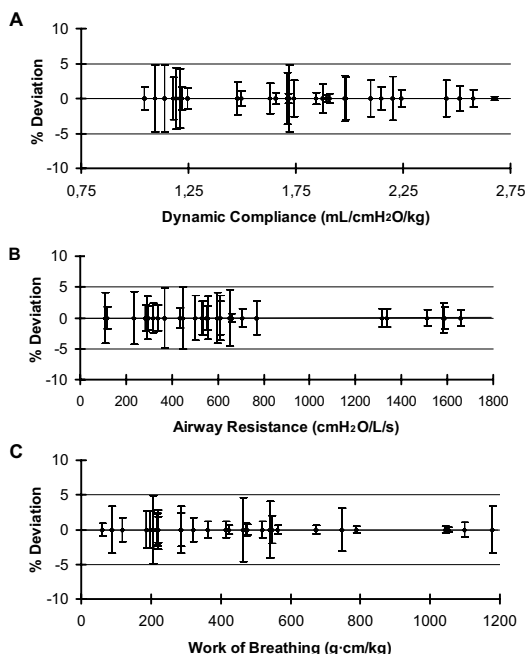 A
% Deviation
10
5
0
-5
-10
0,75 1,25 1,75 2,25 2,75
Dynamic Compliance (mL/cmH₂O/kg)
B
% Deviation
10
5
0
-5
-10
0 200 400 600 800 1000 1200 1400 1600 1800
Airway Resistance (cmH₂O/L/s)
C
% Deviation
10
5
0
-5
-10
0 200 400 600 800 1000 1200
Work of Breathing (g·cm/kg)